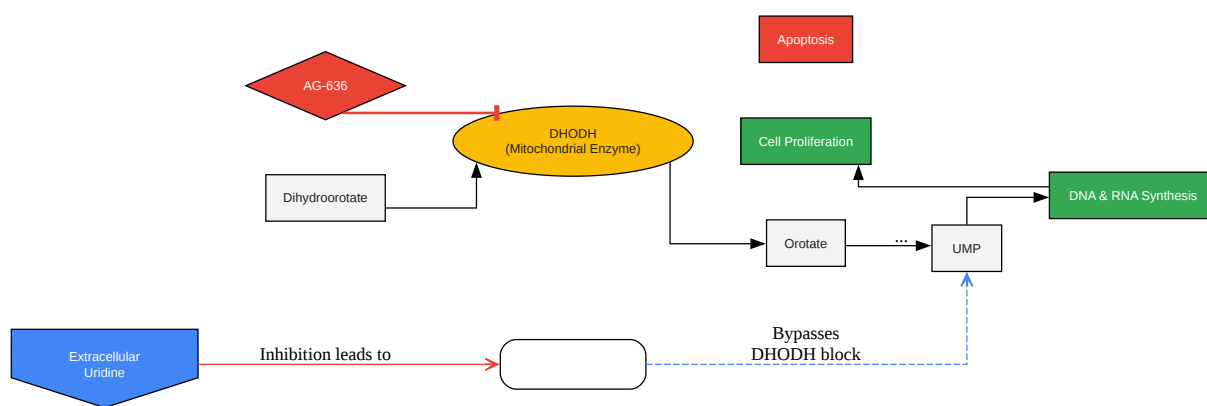 Apoptosis
AG-636
DHODH
(Mitochondrial Enzyme)
Cell Proliferation
Dihydroorotate
DNA & RNA Synthesis
Orotate
...
UMP
Extracellular
Uridine
Inhibition leads to
Bypasses
DHODH block